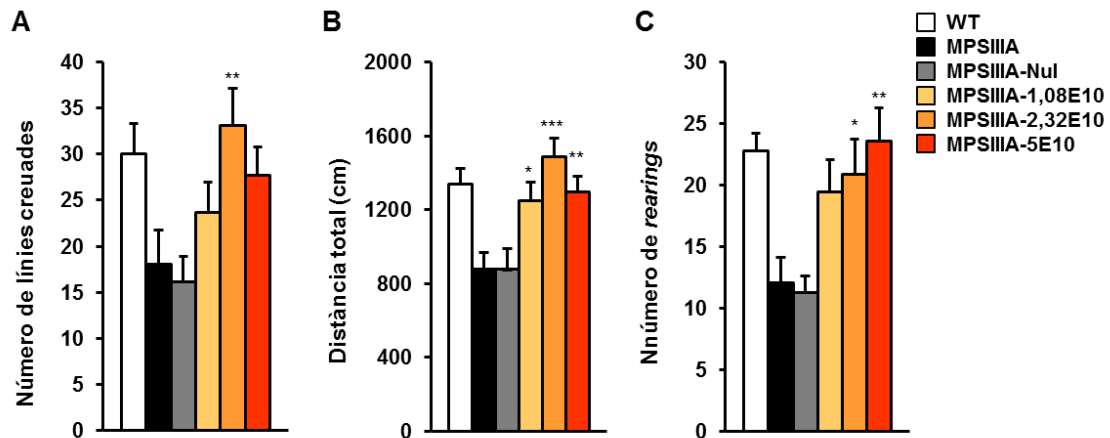 A
Número de línies creuades
40
35
30
25
20
15
10
5
0
**
B
Distància total (cm)
2000
1600
1200
800
400
0
*
***
**
C
Nnúmero de rearings
30
25
20
15
10
5
0
*
**
WT
MPSIIIA
MPSIIIA-Nul
MPSIIIA-1,08E10
MPSIIIA-2,32E10
MPSIIIA-5E10